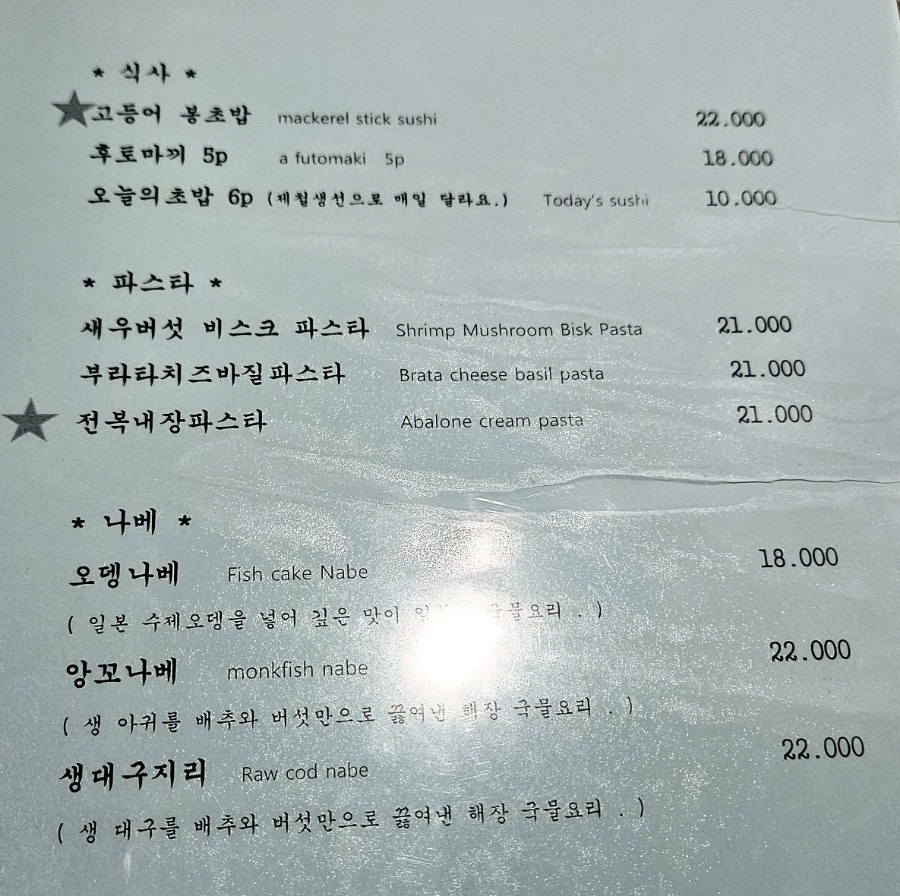 * 식사 *
고등어 봉초밥 mackerel stick sushi 22.000
후토마끼 5p a futomaki 5p 18.000
오늘의초밥 6p (제철생선으로 매일 달라요.) Today's sushi 10.000
* 파스타 *
새우버섯 비스크 파스타 Shrimp Mushroom Bisk Pasta 21.000
부라타치즈바질파스타 Brata cheese basil pasta 21.000
전복내장파스타 Abalone cream pasta 21.000
* 나베 *
오뎅나베 Fish cake Nabe 18.000
( 일본 수제오뎅을 넣어 깊은 맛이 국물요리 . )
앙꼬나베 monkfish nabe 22.000
( 생 아귀를 배추와 버섯만으로 끓여낸 해장 국물요리 . )
생대구지리 Raw cod nabe 22.000
( 생 대구를 배추와 버섯만으로 끓여낸 해장 국물요리 . )